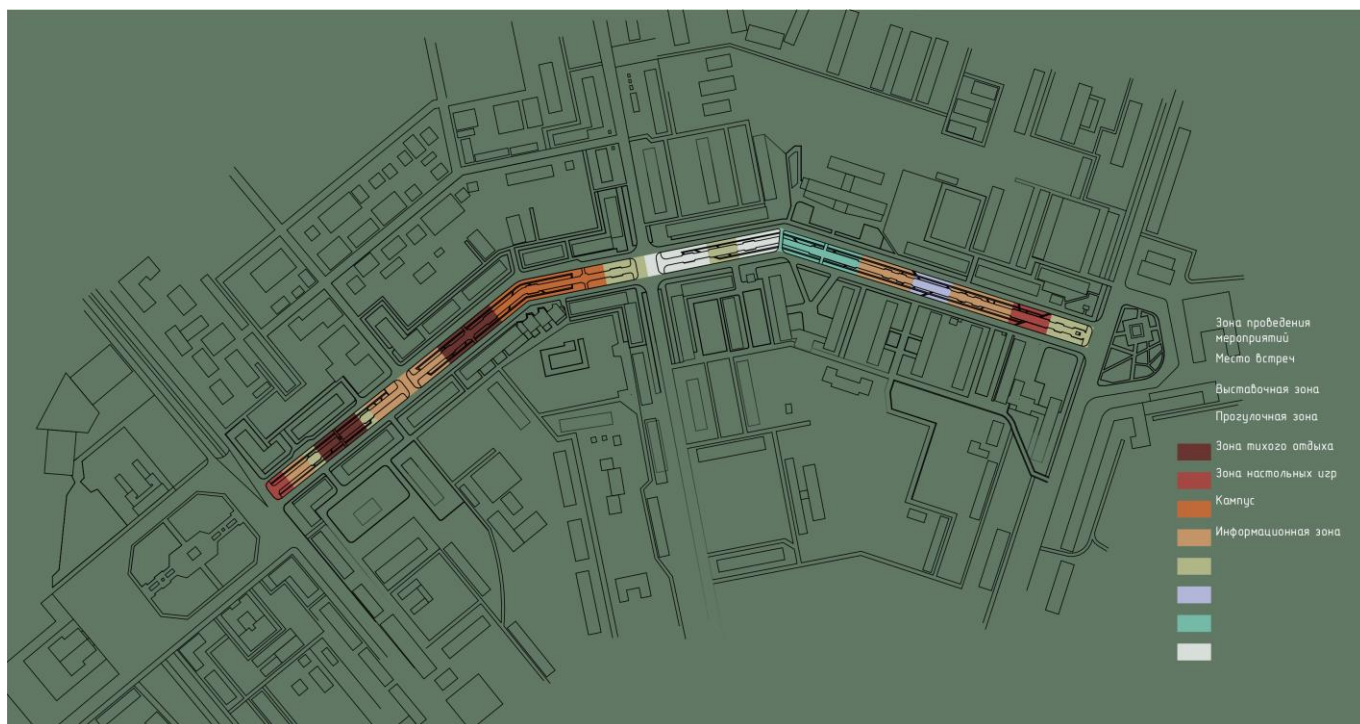 Зона проведения
мероприятий
Место встреч
Выставочная зона
Прогулочная зона
Зона тихого отдыха
Зона настольных игр
Кампус
Информационная зона